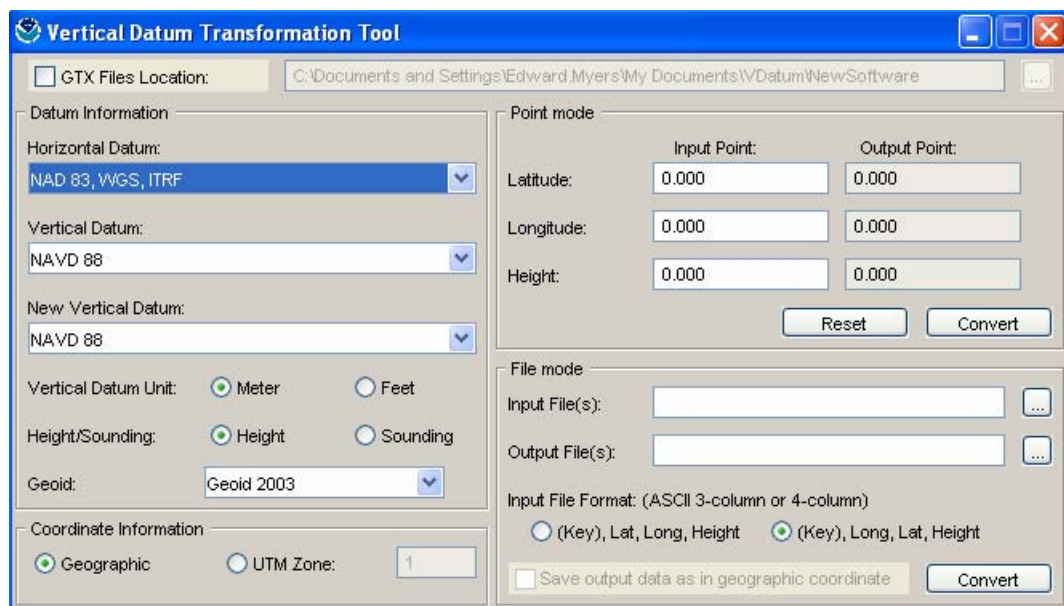 Vertical Datum Transformation Tool
GTX Files Location:
C:\Documents and Settings\Edward.Myers\My Documents\VDatum\NewSoftware
...
Datum Information
Horizontal Datum:
NAD 83, WGS, ITRF
Vertical Datum:
NAVD 88
New Vertical Datum:
NAVD 88
Vertical Datum Unit: Meter Feet
Height/Sounding: Height Sounding
Geoid: Geoid 2003
Coordinate Information
Geographic UTM Zone: 1
Point mode
Input Point: Output Point:
Latitude: 0.000 0.000
Longitude: 0.000 0.000
Height: 0.000 0.000
Reset Convert
File mode
Input File(s): ...
Output File(s): ...
Input File Format: (ASCII 3-column or 4-column)
(Key), Lat, Long, Height (Key), Long, Lat, Height
Save output data as in geographic coordinate Convert